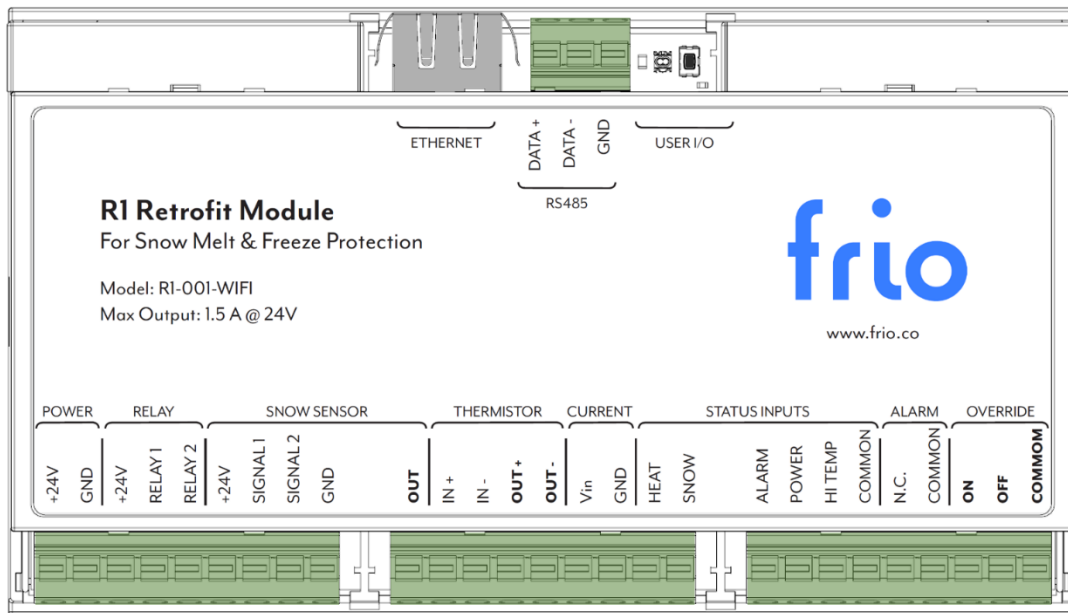 ETHERNET
DATA +
DATA -
GND
USER I/O
RS485
R1 Retrofit Module
For Snow Melt & Freeze Protection
frio
Model: R1-001-WIFI
Max Output: 1.5 A @ 24V
www.frio.co
POWER RELAY SNOW SENSOR THERMISTOR CURRENT STATUS INPUTS ALARM OVERRIDE
+24V
GND
+24V
RELAY 1
RELAY 2
+24V
SIGNAL 1
SIGNAL 2
GND
OUT
IN +
IN -
OUT +
OUT -
Vin
GND
HEAT
SNOW
ALARM
POWER
HI TEMP
COMMON
N.C.
COMMON
ON
OFF
COMMOM